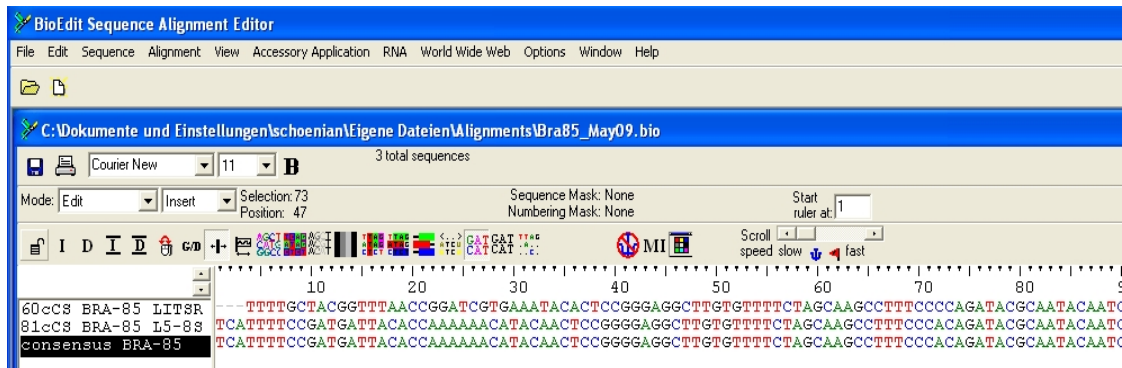 BioEdit Sequence Alignment Editor
File Edit Sequence Alignment View Accessory Application RNA World Wide Web Options Window Help
C:\Dokumente und Einstellungen\schoenian\Eigene Dateien\Alignments\Bra85_May09.bio
Courier New 11 B 3 total sequences
Mode: Edit Insert Selection: 73 Sequence Mask: None Start
Position: 47 Numbering Mask: None ruler at: 1
I D I D G/D MI Scroll
speed slow fast
10 20 30 40 50 60 70 80 9
60cCS BRA-85 LITSR ---TTTTGCTACGGTTTAACCGGATCGTGAAATACACTCCGGGAGGCTTGTGTTTTCTAGCAAGCCTTTCCCCAGATACGCAATACAATC
81cCS BRA-85 L5-8S TCATTTTCCGATGATTACACCAAAAAACATACAACTCCGGGGAGGCTTGTGTTTTCTAGCAAGCCTTTCCCACAGATACGCAATACAATC
consensus BRA-85 TCATTTTCCGATGATTACACCAAAAAACATACAACTCCGGGGAGGCTTGTGTTTTCTAGCAAGCCTTTCCCACAGATACGCAATACAATC